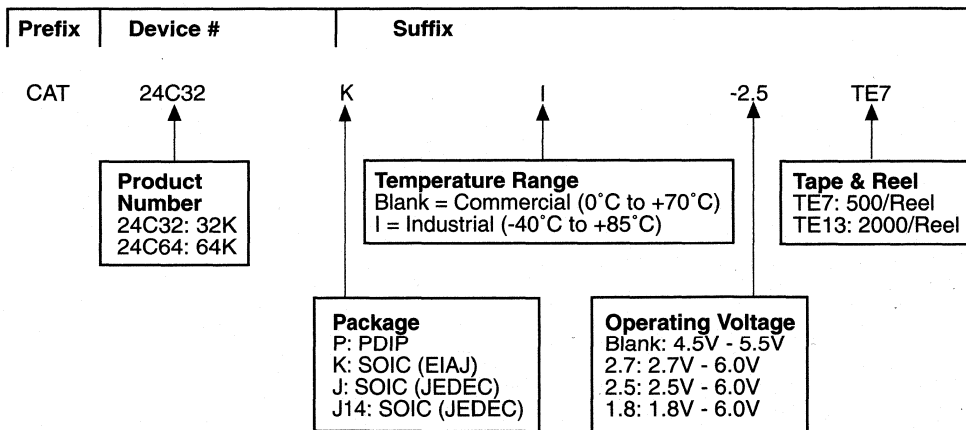 Prefix Device # Suffix
CAT 24C32 K I -2.5 TE7
Product
Number
24C32: 32K
24C64: 64K
Temperature Range
Blank = Commercial (0˚C to +70˚C)
I = Industrial (-40˚C to +85˚C)
Tape & Reel
TE7: 500/Reel
TE13: 2000/Reel
Package
P: PDIP
K: SOIC (EIAJ)
J: SOIC (JEDEC)
J14: SOIC (JEDEC)
Operating Voltage
Blank: 4.5V - 5.5V
2.7: 2.7V - 6.0V
2.5: 2.5V - 6.0V
1.8: 1.8V - 6.0V